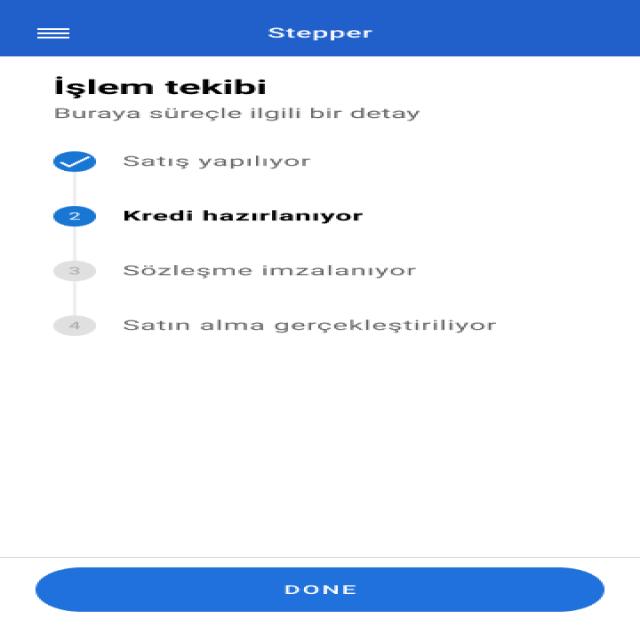 Stepper
İşlem tekibi
Buraya süreçle ilgili bir detay
Satış yapılıyor
2 Kredi hazırlanıyor
3 Sözleşme imzalanıyor
4 Satın alma gerçekleştiriliyor
DONE